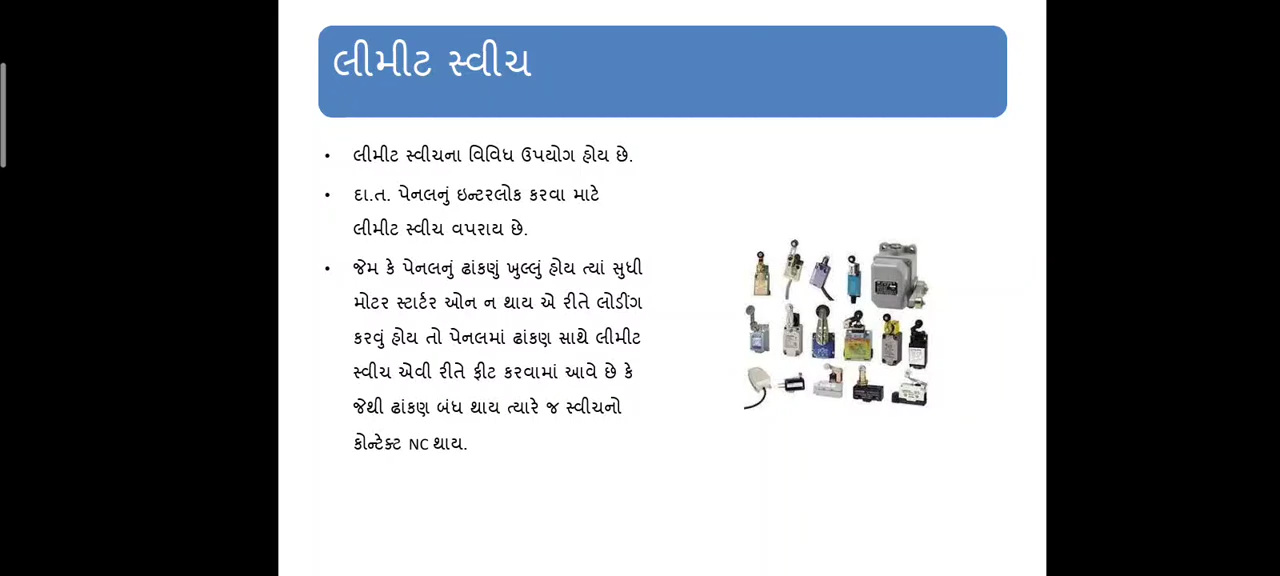 લીમીટ સ્વીચ
• લીમીટ સ્વીચના વિવિધ ઉપયોગ હોય છે.
• દા.ત. પેનલનું ઇન્ટરલોક કરવા માટે
લીમીટ સ્વીચ વપરાય છે.
• જેમ કે પેનલનું ઢાંકણું ખુલ્લું હોય ત્યાં સુધી
મોટર સ્ટાર્ટર ઓન ન થાય એ રીતે લોડીંગ
કરવું હોય તો પેનલમાં ઢાંકણ સાથે લીમીટ
સ્વીચ એવી રીતે ફીટ કરવામાં આવે છે કે
જેથી ઢાંકણ બંધ થાય ત્યારે જ સ્વીચનો
કોન્ટેક્ટ NC થાય.